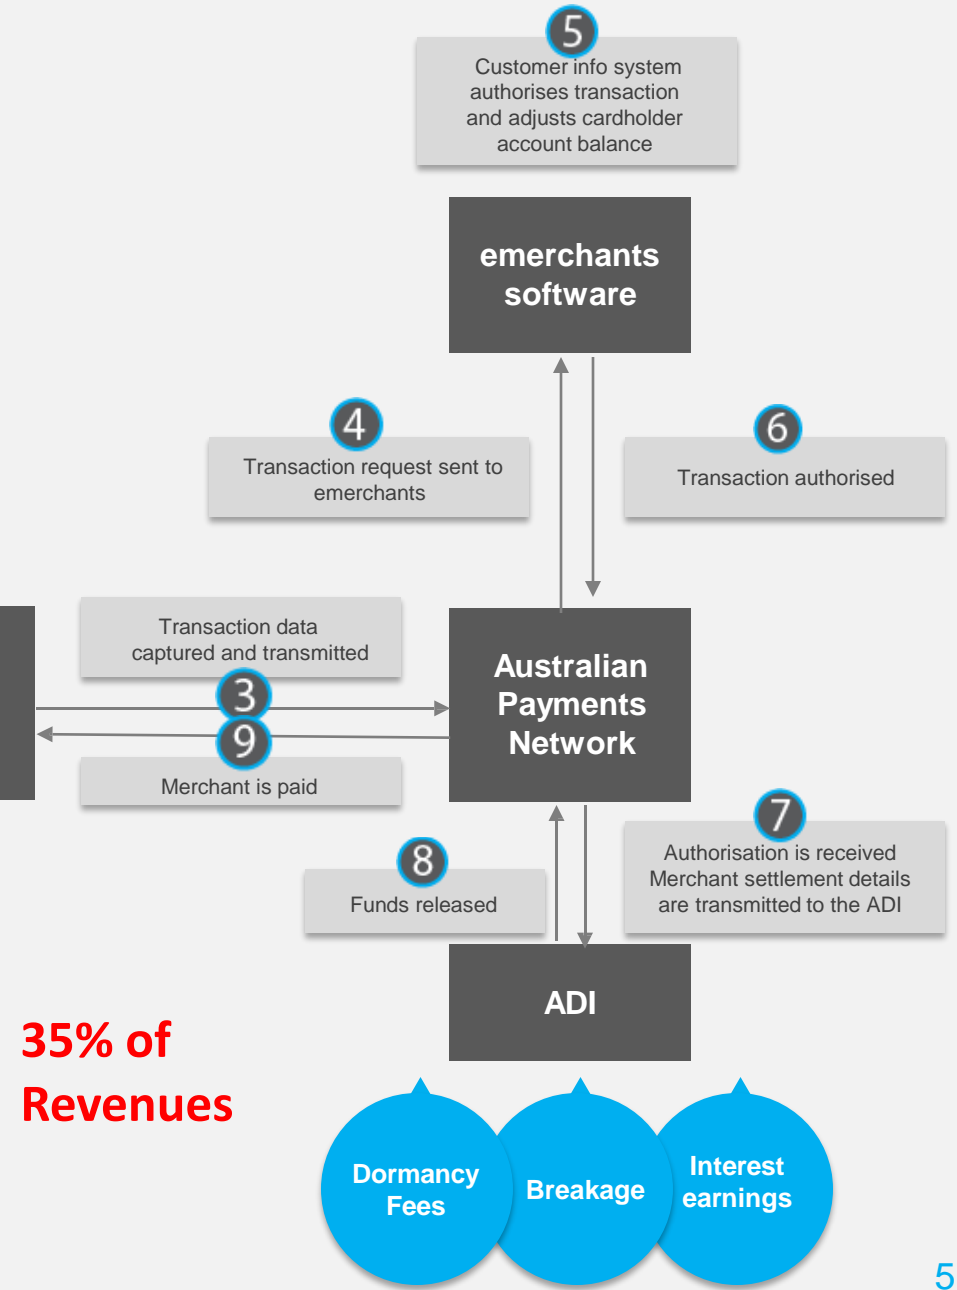 5
Customer info system
authorises transaction
and adjusts cardholder
account balance
emerchants
software
4
Transaction request sent to
emerchants
6
Transaction authorised
Transaction data
captured and transmitted
3
9
Merchant is paid
Australian
Payments
Network
7
Authorisation is received
Merchant settlement details
are transmitted to the ADI
8
Funds released
ADI
35% of
Revenues
Dormancy
Fees
Breakage
Interest
earnings
5